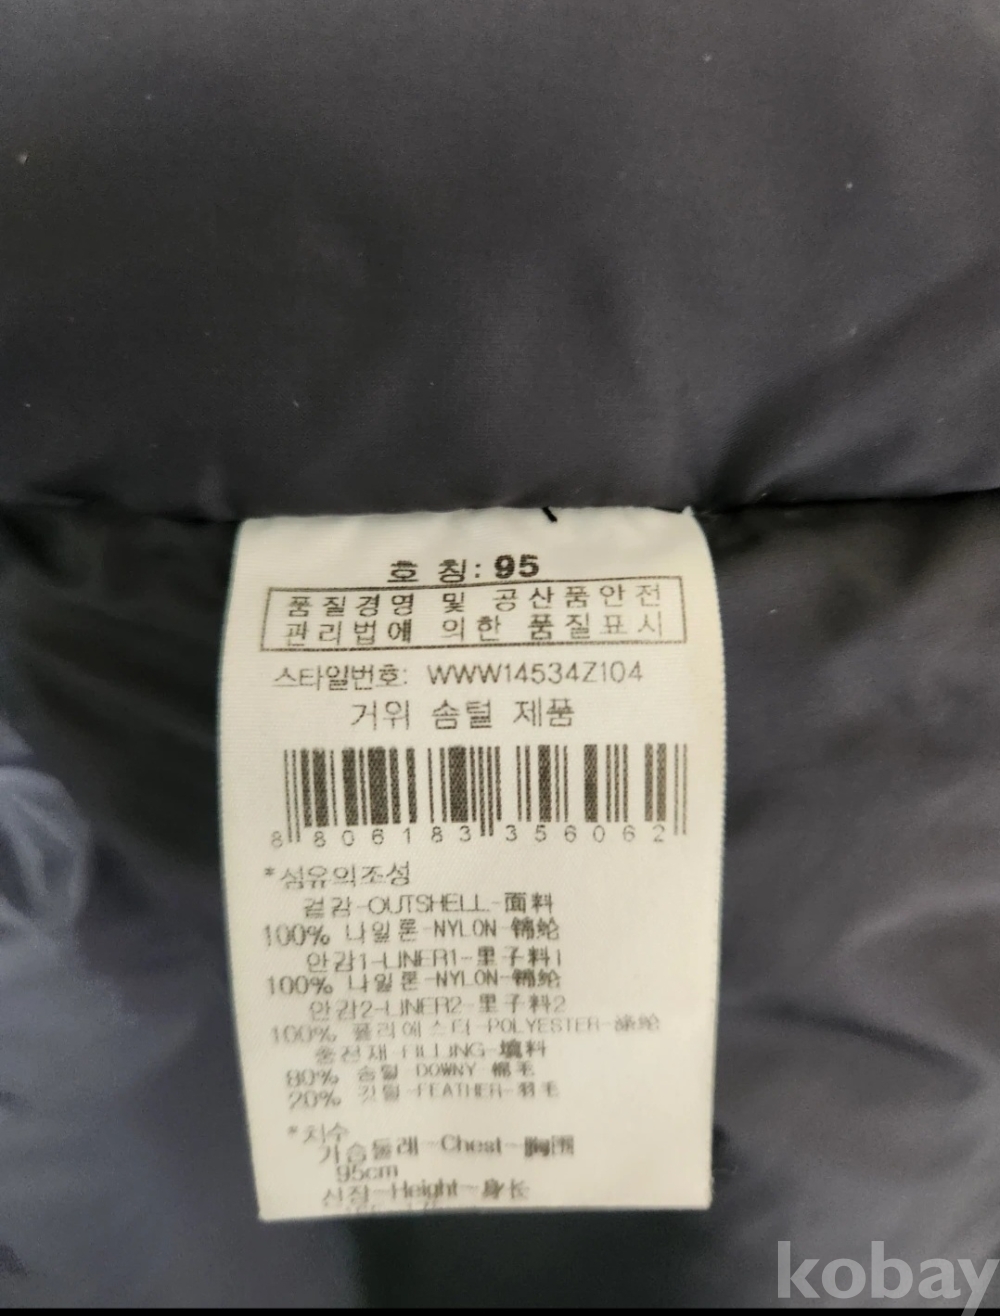 호 칭: 95
품질경영 및 공산품안전
관리법에 의한 품질표시
스타일번호: WWW14534Z104
거위 솜털 제품
8 806183 356062
*섬유의조성
겉감-OUTSHELL-面料
100% 나일론-NYLON-锦纶
안감1-LINER1-里子料1
100% 나일론-NYLON-锦纶
안감2-LINER2-里子料2
100% 폴리에스터-POLYESTER-涤纶
충전재-FILLING-填料
80% 솜털-DOWNY-棉毛
20% 깃털-FEATHER-羽毛
*치수
가슴둘레-Chest-胸围
95cm
신장-Height-身长
kobay